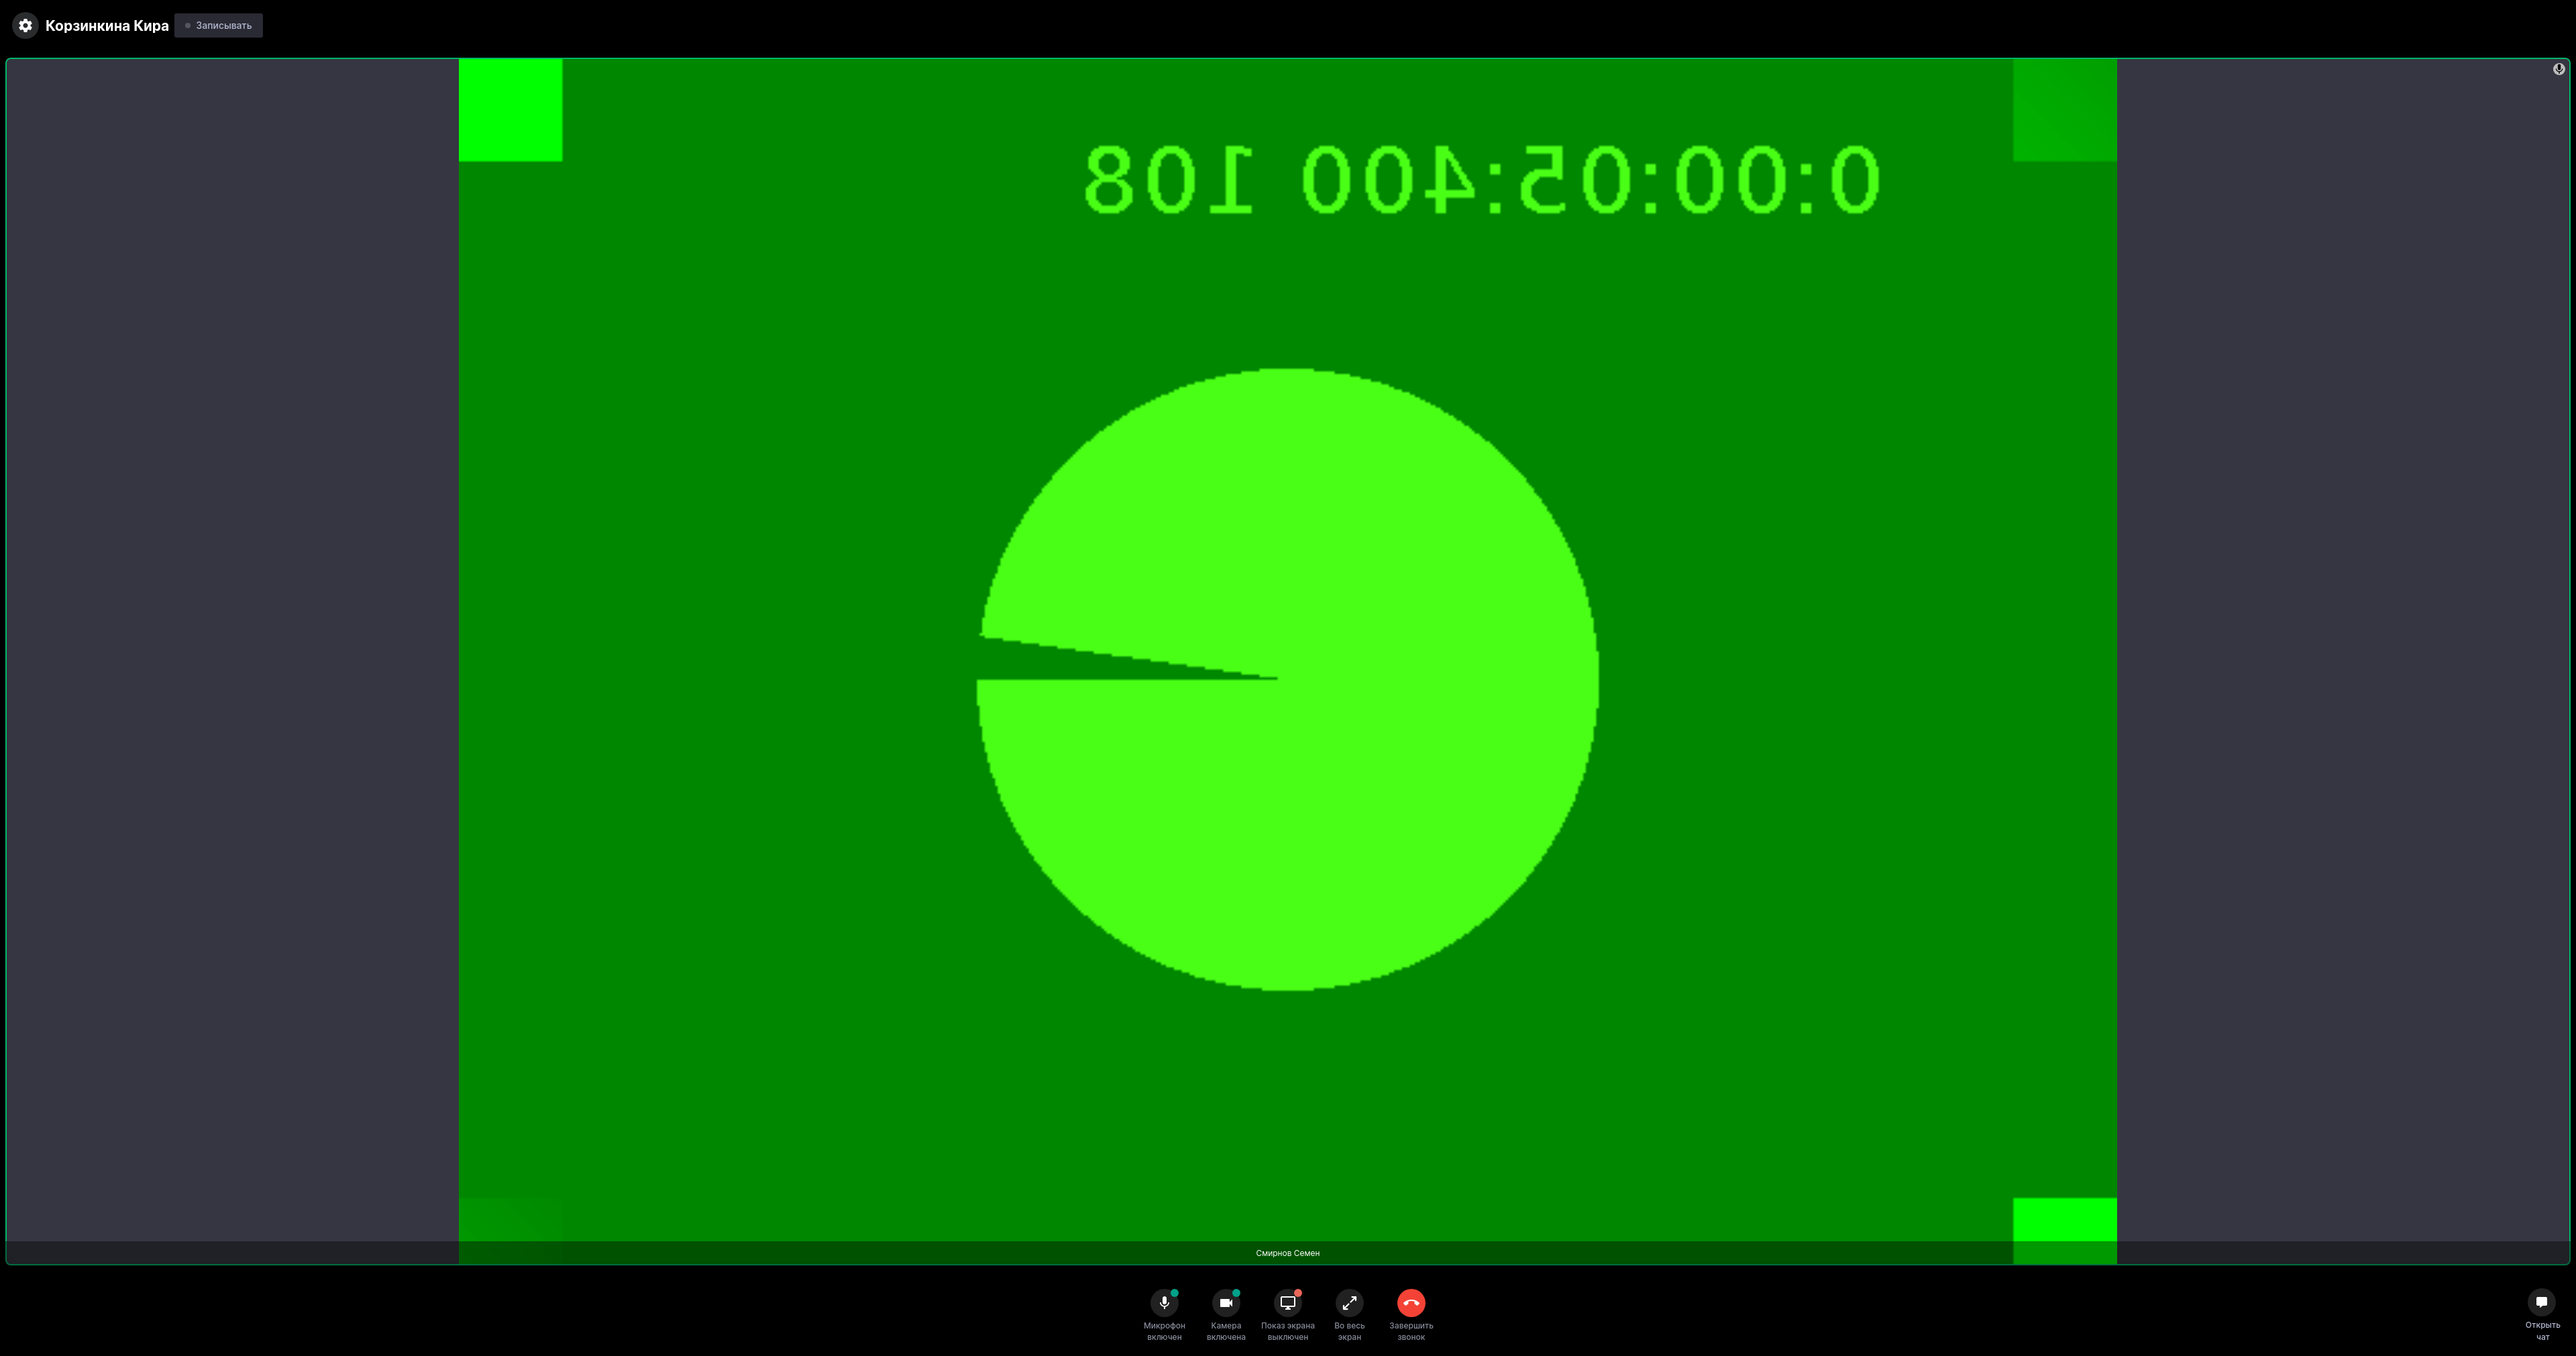 Корзинкина Кира
Записывать
0:00:05:400 108
Смирнов Семен
Микрофон включен
Камера включена
Показ экрана выключен
Во весь экран
Завершить звонок
Открыть чат